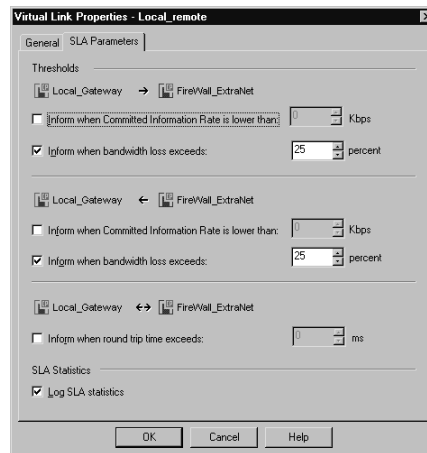 Virtual Link Properties - Local_remote
General SLA Parameters
Thresholds
Local_Gateway → FireWall_ExtraNet
Inform when Committed Information Rate is lower than: 0 Kbps
Inform when bandwidth loss exceeds: 25 percent
Local_Gateway ← FireWall_ExtraNet
Inform when Committed Information Rate is lower than: 0 Kbps
Inform when bandwidth loss exceeds: 25 percent
Local_Gateway ↔ FireWall_ExtraNet
Inform when round trip time exceeds: 0 ms
SLA Statistics
Log SLA statistics
OK Cancel Help